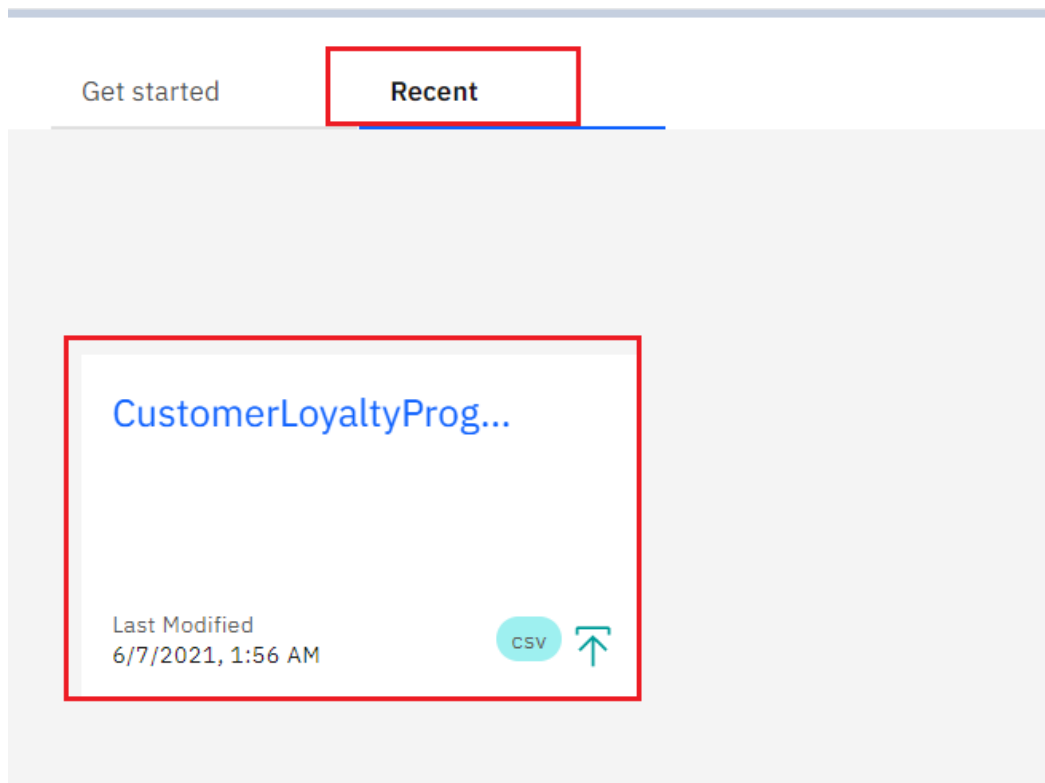 Get started
Recent
CustomerLoyaltyProg...
Last Modified
6/7/2021, 1:56 AM
csv